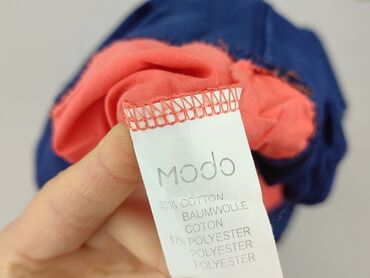 modo
33% COTTON
BAUMWOLLE
COTON
67% POLYESTER
POLYESTER
POLYESTER